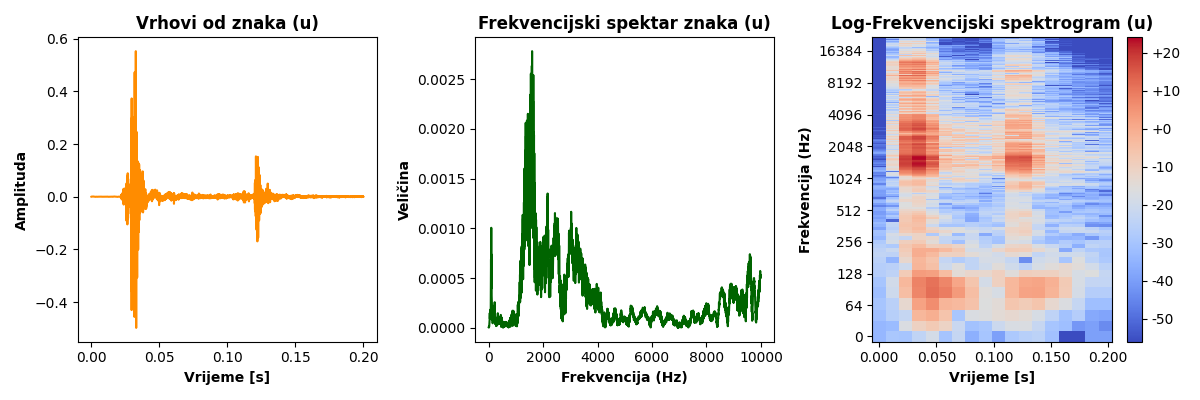 Vrhovi od znaka (u)
0.6
0.4
0.2
0.0
−0.2
−0.4
Amplituda
0.00 0.05 0.10 0.15 0.20
Vrijeme [s]
Frekvencijski spektar znaka (u)
0.0025
0.0020
0.0015
0.0010
0.0005
0.0000
Veličina
0 2000 4000 6000 8000 10000
Frekvencija (Hz)
Log-Frekvencijski spektrogram (u)
16384
8192
4096
2048
1024
512
256
128
64
0
Frekvencija (Hz)
0.000 0.050 0.100 0.150 0.200
Vrijeme [s]
+20
+10
+0
-10
-20
-30
-40
-50